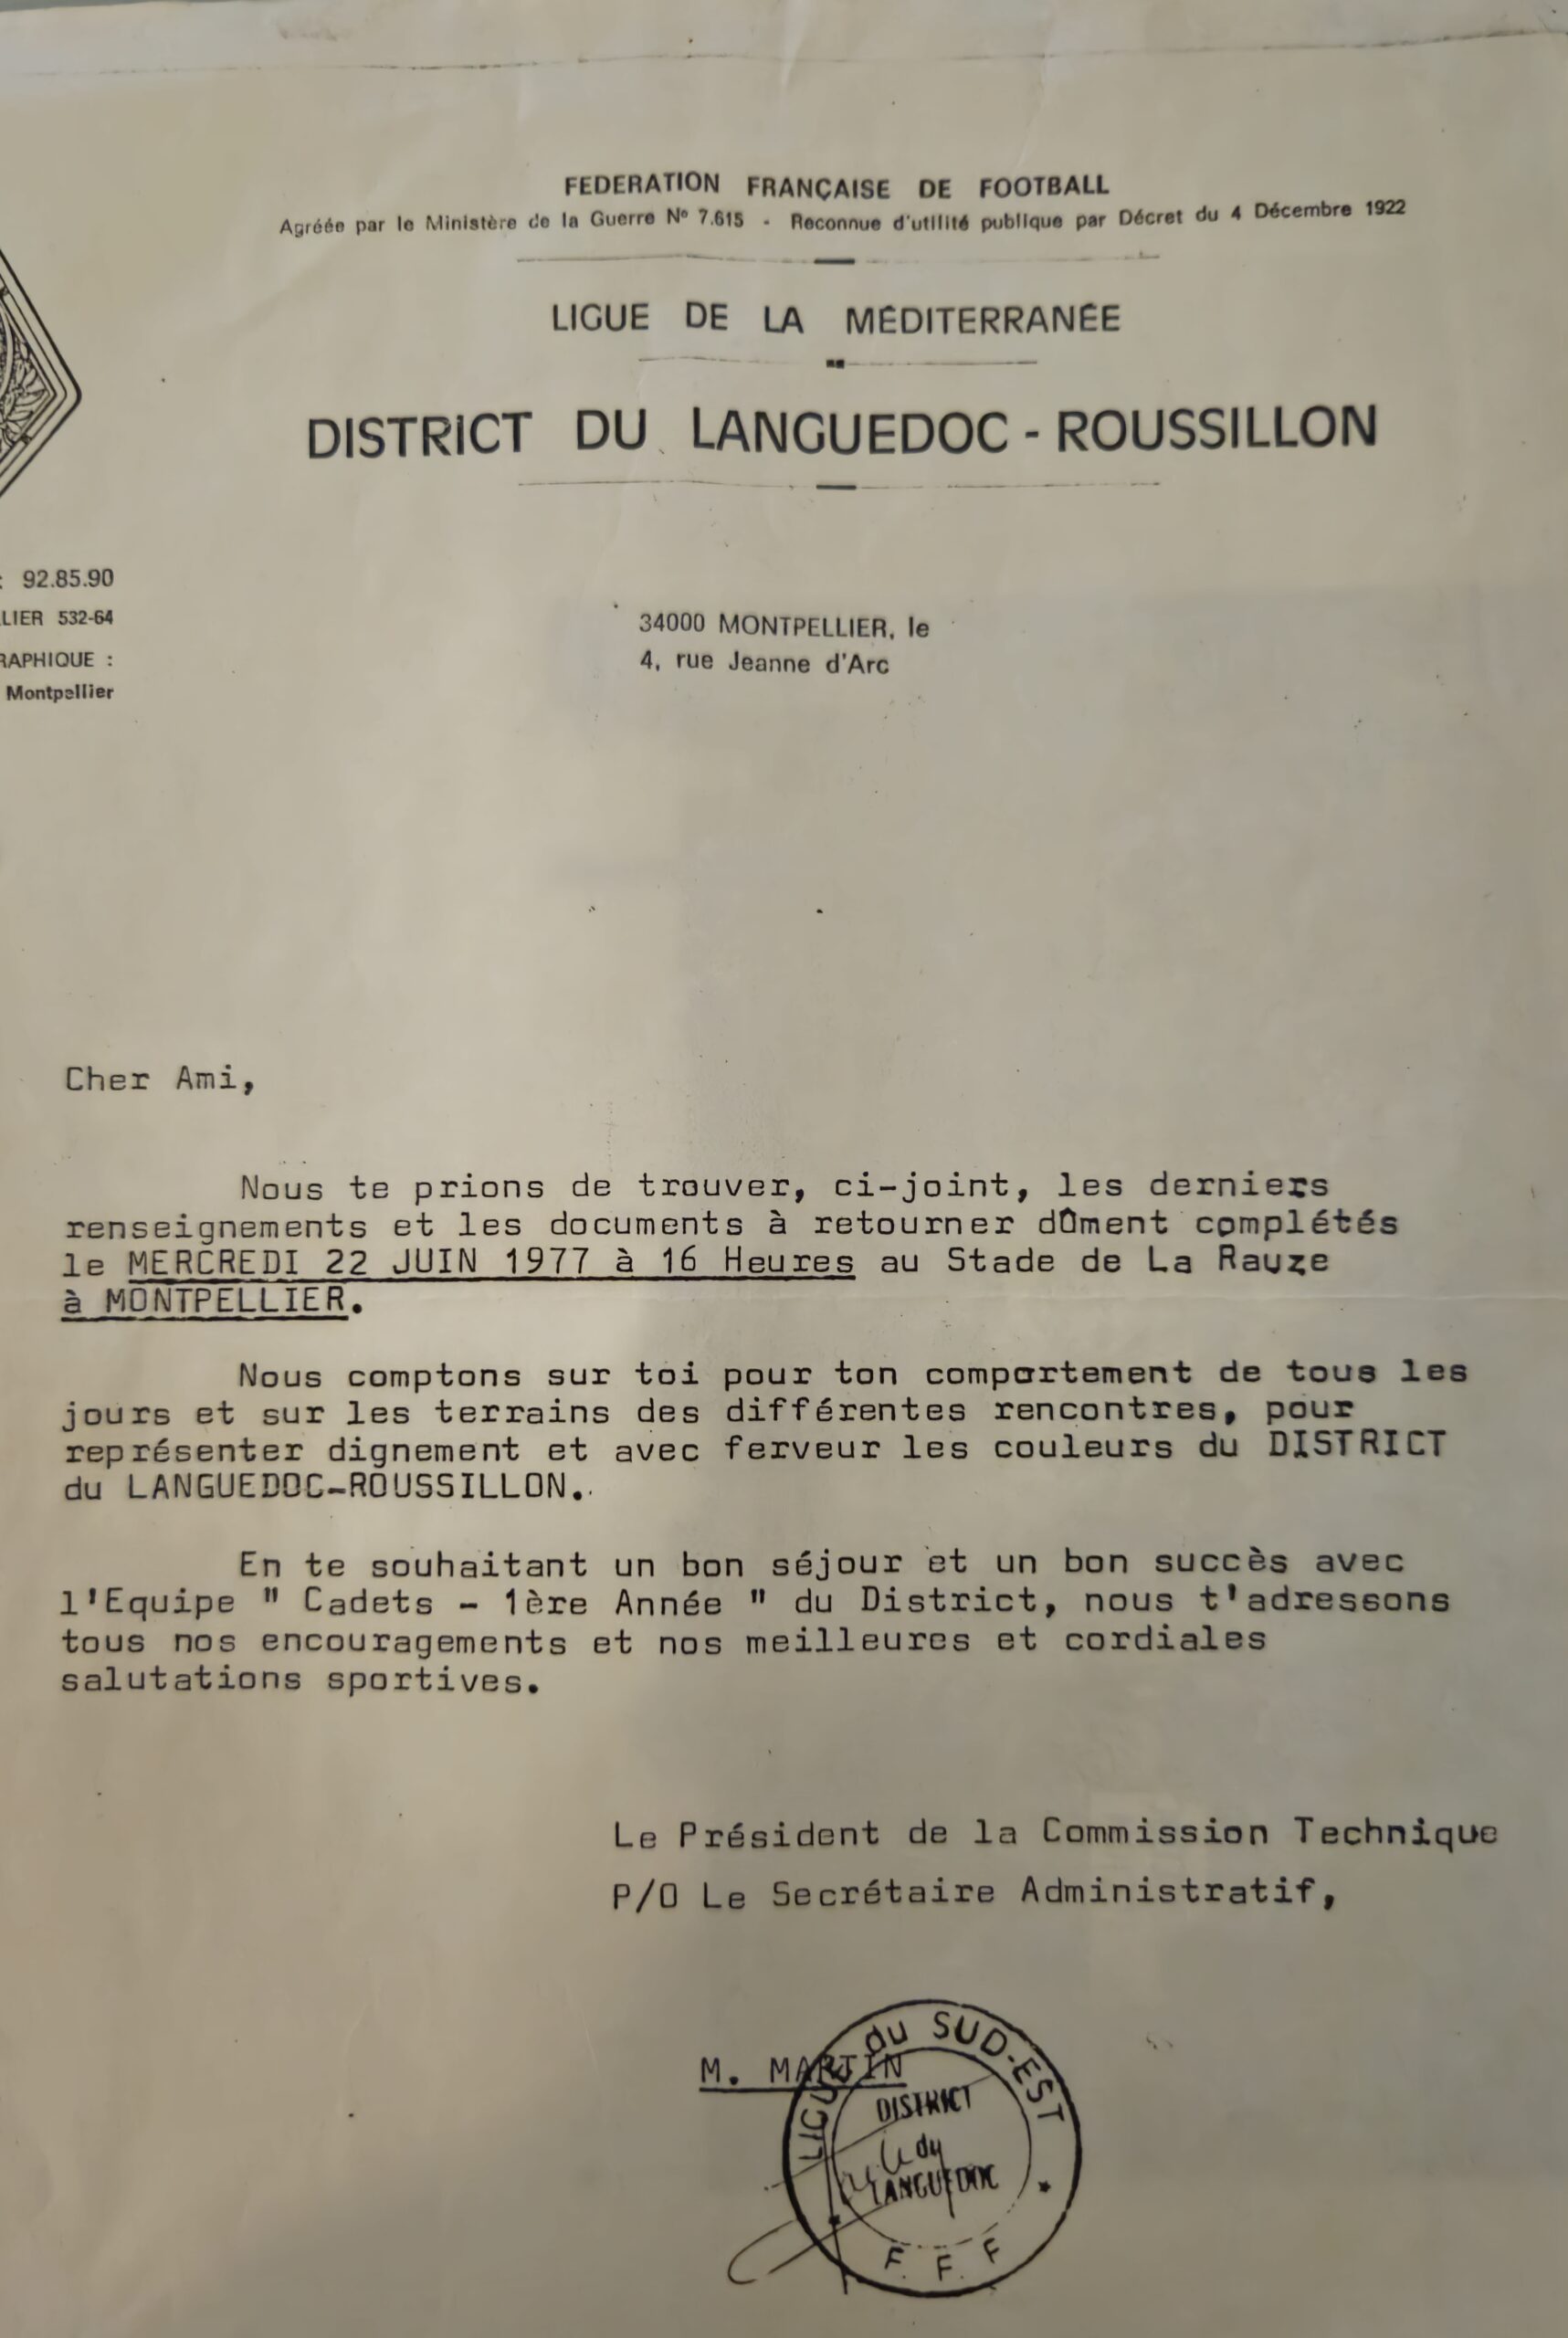 FEDERATION FRANÇAISE DE FOOTBALL
Agréée par le Ministère de la Guerre N° 7.615 - Reconnue d'utilité publique par Décret du 4 Décembre 1922
LIGUE DE LA MÉDITERRANÉE
DISTRICT DU LANGUEDOC - ROUSSILLON
: 92.85.90
LIER 532-64
RAPHIQUE :
Montpellier
34000 MONTPELLIER, le
4, rue Jeanne d'Arc
Cher Ami,
Nous te prions de trouver, ci-joint, les derniers
renseignements et les documents à retourner dûment complétés
le MERCREDI 22 JUIN 1977 à 16 Heures au Stade de La Rauze
à MONTPELLIER.
Nous comptons sur toi pour ton comportement de tous les
jours et sur les terrains des différentes rencontres, pour
représenter dignement et avec ferveur les couleurs du DISTRICT
du LANGUEDOC-ROUSSILLON.
En te souhaitant un bon séjour et un bon succès avec
l'Equipe " Cadets - 1ère Année " du District, nous t'adressons
tous nos encouragements et nos meilleures et cordiales
salutations sportives.
Le Président de la Commission Technique
P/O Le Secrétaire Administratif,
M. MARTIN
LIGUE du SUD-EST
DISTRICT
du
LANGUEDOC
F. F. F